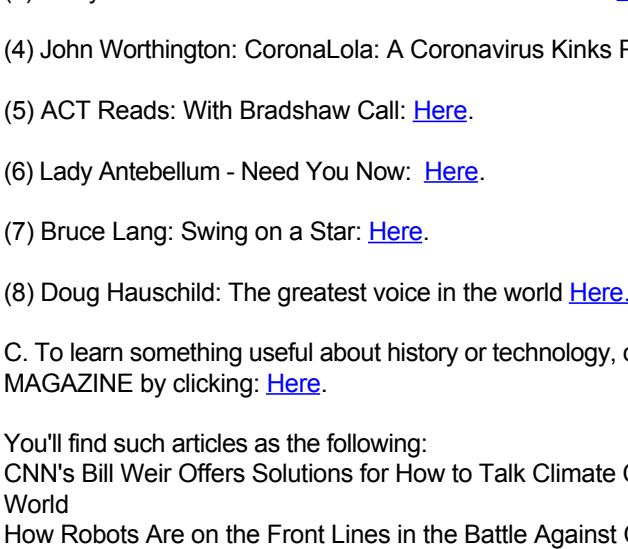 Here
(4) John Worthington: CoronaLola: A Coronavirus Kinks
(5) ACT Reads: With Bradshaw Call: Here.
(6) Lady Antebellum - Need You Now: Here.
(7) Bruce Lang: Swing on a Star: Here.
(8) Doug Hauschild: The greatest voice in the world Here.
C. To learn something useful about history or technology,
MAGAZINE by clicking: Here.
You'll find such articles as the following:
CNN's Bill Weir Offers Solutions for How to Talk Climate
World
How Robots Are on the Front Lines in the Battle Against